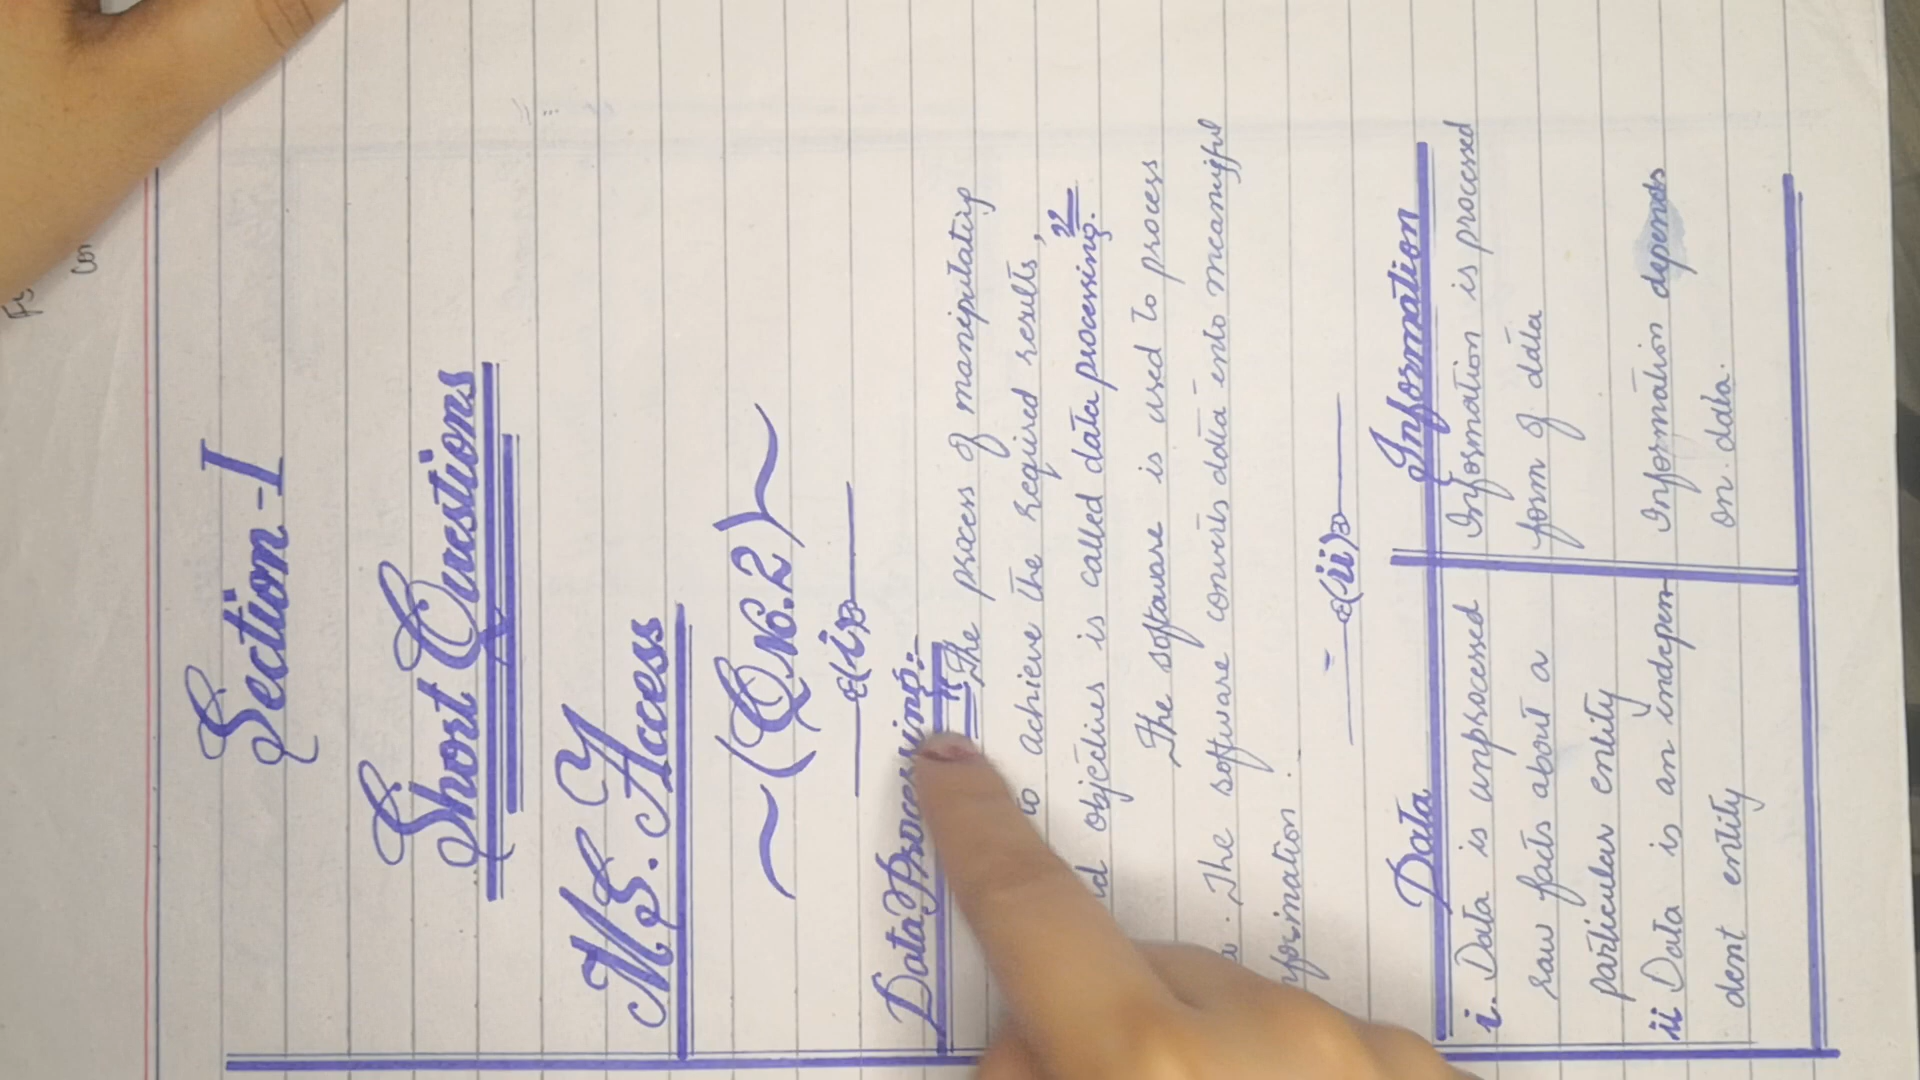 Section-I
Short Questions
M.S. Access
(Q.No.2)
(i)
Data Processing:-
"The process of manipulating
to achieve the required results,
objectives is called data processing."
The software is used to process
. The software converts data into meaningful
(ii)
Data Information
i. Data is unprocessed Information is processed
raw facts about a form of data
particular entity
ii Data is an indepen- Information depends
dent entity on data.